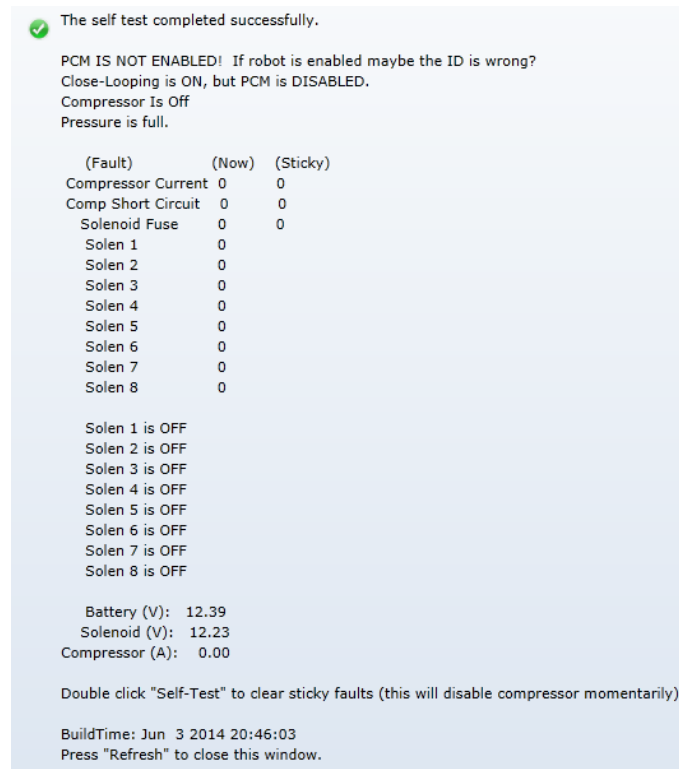 The self test completed successfully.
PCM IS NOT ENABLED!  If robot is enabled maybe the ID is wrong?
Close-Looping is ON, but PCM is DISABLED.
Compressor Is Off
Pressure is full.
(Fault) (Now) (Sticky)
Compressor Current 0 0
Comp Short Circuit 0 0
Solenoid Fuse 0 0
Solen 1 0
Solen 2 0
Solen 3 0
Solen 4 0
Solen 5 0
Solen 6 0
Solen 7 0
Solen 8 0
Solen 1 is OFF
Solen 2 is OFF
Solen 3 is OFF
Solen 4 is OFF
Solen 5 is OFF
Solen 6 is OFF
Solen 7 is OFF
Solen 8 is OFF
Battery (V): 12.39
Solenoid (V): 12.23
Compressor (A): 0.00
Double click "Self-Test" to clear sticky faults (this will disable compressor momentarily)
BuildTime: Jun  3 2014 20:46:03
Press "Refresh" to close this window.